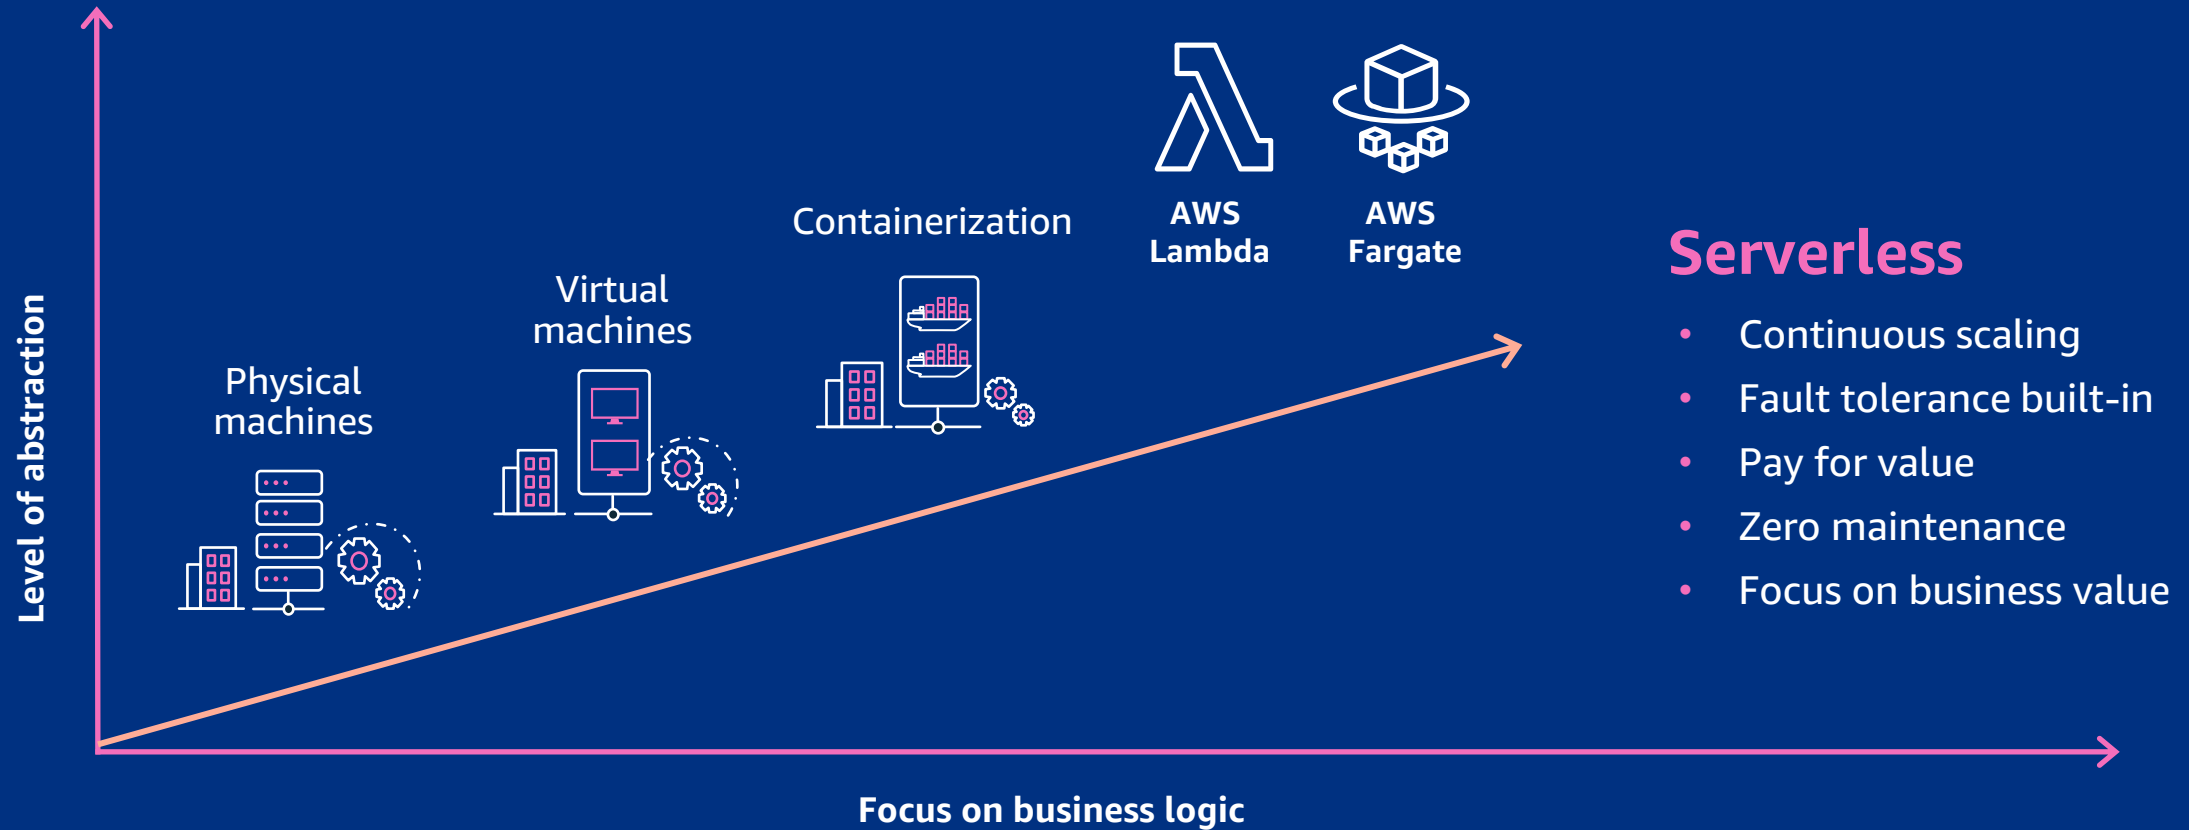 Level of abstraction
Physical
machines
Virtual
machines
Containerization
AWS
Lambda
AWS
Fargate
Serverless
• Continuous scaling
• Fault tolerance built-in
• Pay for value
• Zero maintenance
• Focus on business value
Focus on business logic